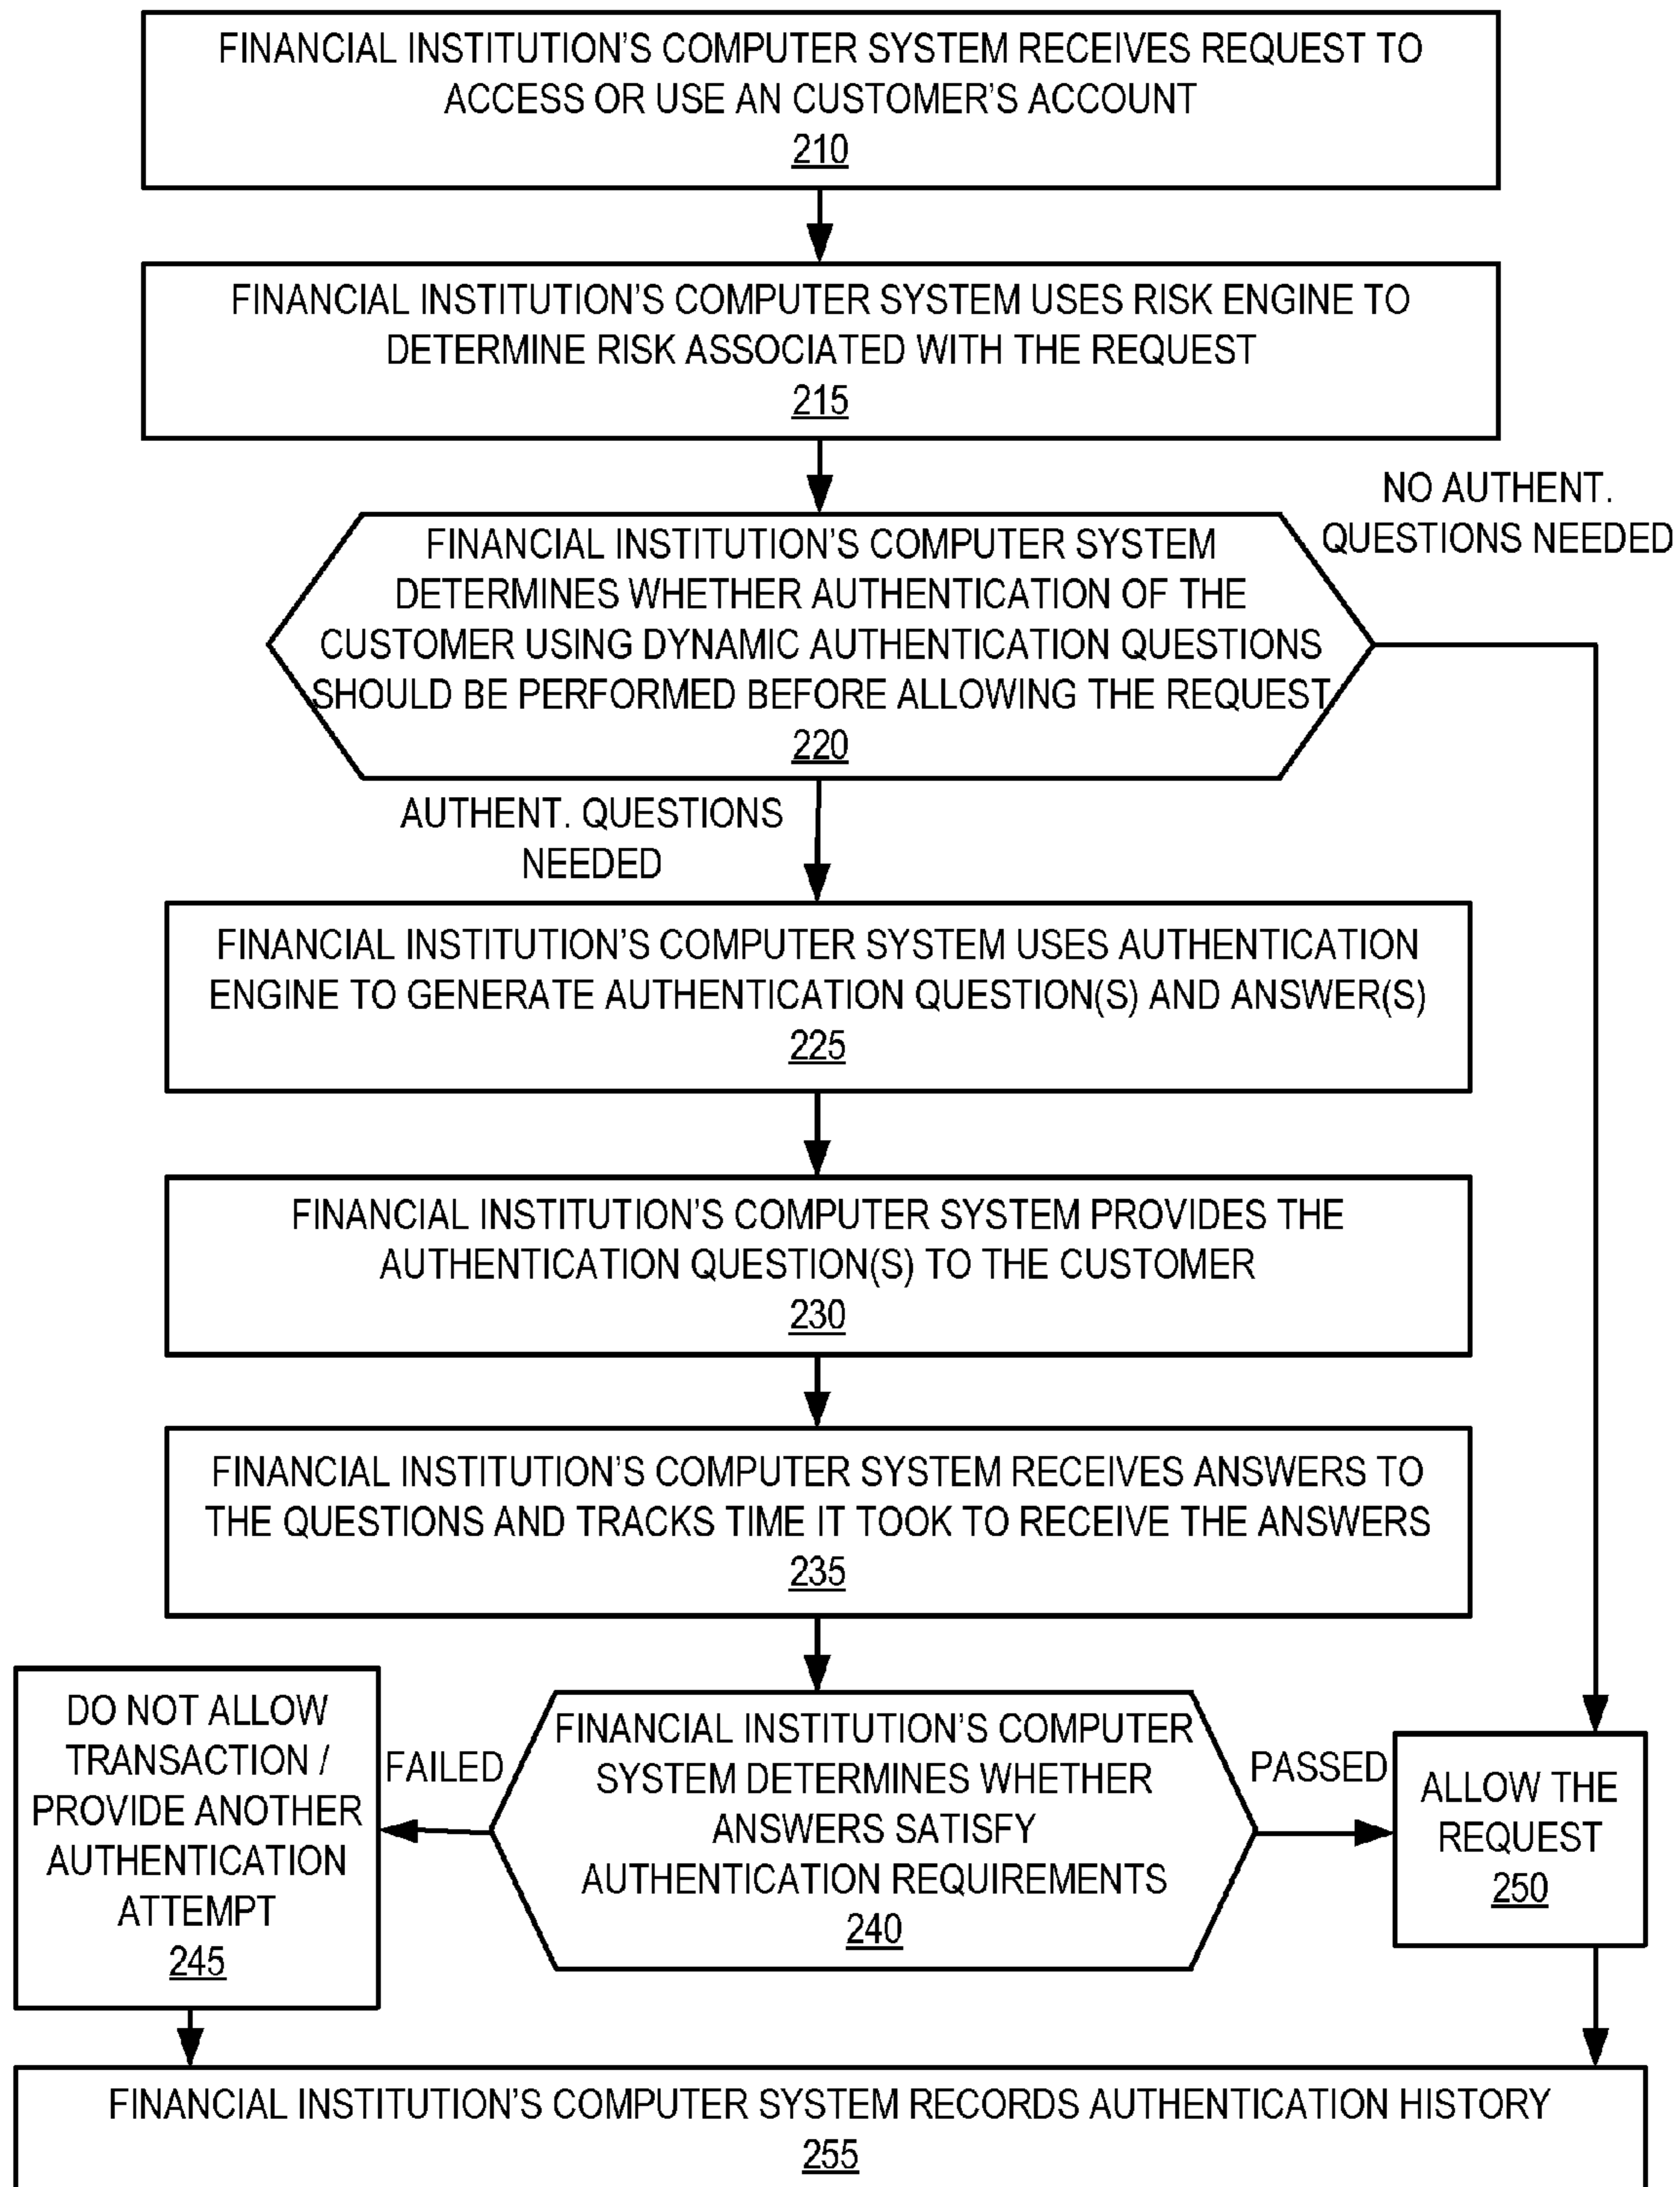 FINANCIAL INSTITUTION'S COMPUTER SYSTEM RECEIVES REQUEST TO
ACCESS OR USE AN CUSTOMER'S ACCOUNT
210
FINANCIAL INSTITUTION'S COMPUTER SYSTEM USES RISK ENGINE TO
DETERMINE RISK ASSOCIATED WITH THE REQUEST
215
NO AUTHENT.
QUESTIONS NEEDED
FINANCIAL INSTITUTION'S COMPUTER SYSTEM
DETERMINES WHETHER AUTHENTICATION OF THE
CUSTOMER USING DYNAMIC AUTHENTICATION QUESTIONS
SHOULD BE PERFORMED BEFORE ALLOWING THE REQUEST
220
AUTHENT. QUESTIONS
NEEDED
FINANCIAL INSTITUTION'S COMPUTER SYSTEM USES AUTHENTICATION
ENGINE TO GENERATE AUTHENTICATION QUESTION(S) AND ANSWER(S)
225
FINANCIAL INSTITUTION'S COMPUTER SYSTEM PROVIDES THE
AUTHENTICATION QUESTION(S) TO THE CUSTOMER
230
FINANCIAL INSTITUTION'S COMPUTER SYSTEM RECEIVES ANSWERS TO
THE QUESTIONS AND TRACKS TIME IT TOOK TO RECEIVE THE ANSWERS
235
DO NOT ALLOW
TRANSACTION /
PROVIDE ANOTHER
AUTHENTICATION
ATTEMPT
245
FAILED
FINANCIAL INSTITUTION'S COMPUTER
SYSTEM DETERMINES WHETHER
ANSWERS SATISFY
AUTHENTICATION REQUIREMENTS
240
PASSED
ALLOW THE
REQUEST
250
FINANCIAL INSTITUTION'S COMPUTER SYSTEM RECORDS AUTHENTICATION HISTORY
255